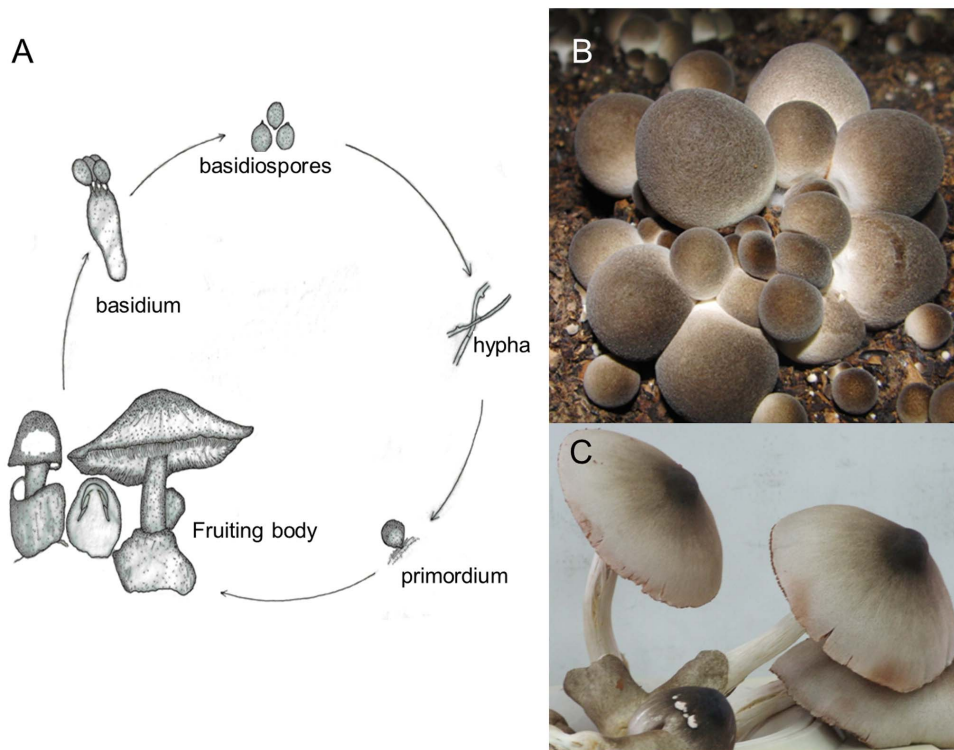 A
basidiospores
basidium
hypha
Fruiting body
primordium
B
C